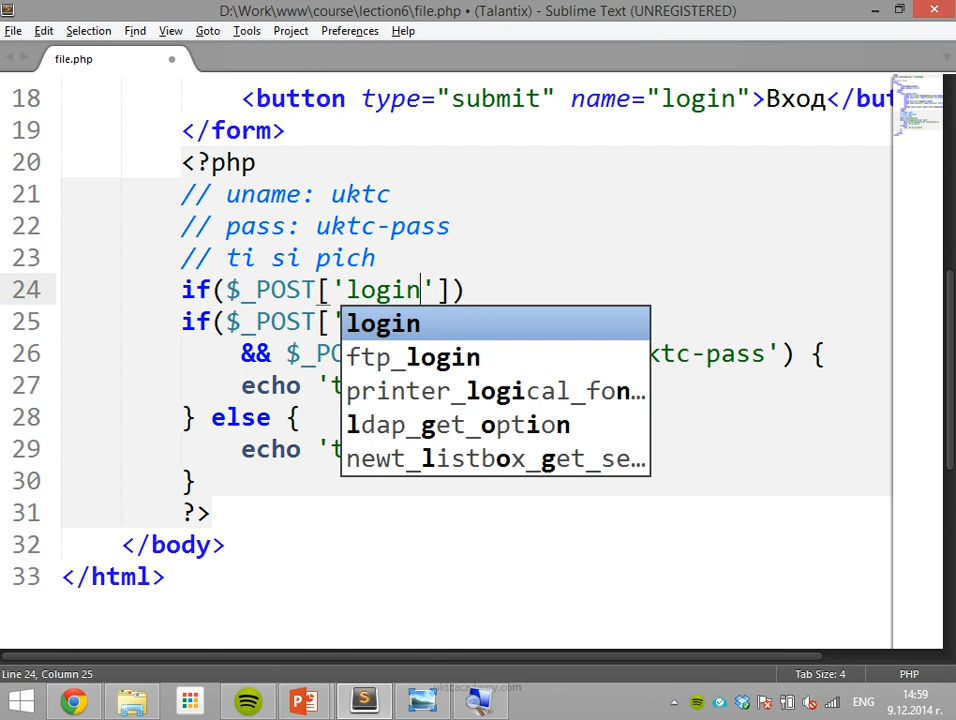 D:\Work\www\course\lection6\file.php • (Talantix) - Sublime Text (UNREGISTERED)
File Edit Selection Find View Goto Tools Project Preferences Help
file.php
18 <button type="submit" name="login">Вход</but
19 </form>
20 <?php
21 // uname: uktc
22 // pass: uktc-pass
23 // ti si pich
24 if($_POST['login'])
25 if($_POST['
login
26 && $_PO ktc-pass') {
ftp_login
27 echo 't
printer_logical_fon...
28 } else {
ldap_get_option
29 echo 't
newt_listbox_get_se...
30 }
31 ?>
32 </body>
33 </html>
Line 24, Column 25 Tab Size: 4 PHP
uktcacademy.com
ENG 14:59
9.12.2014 г.